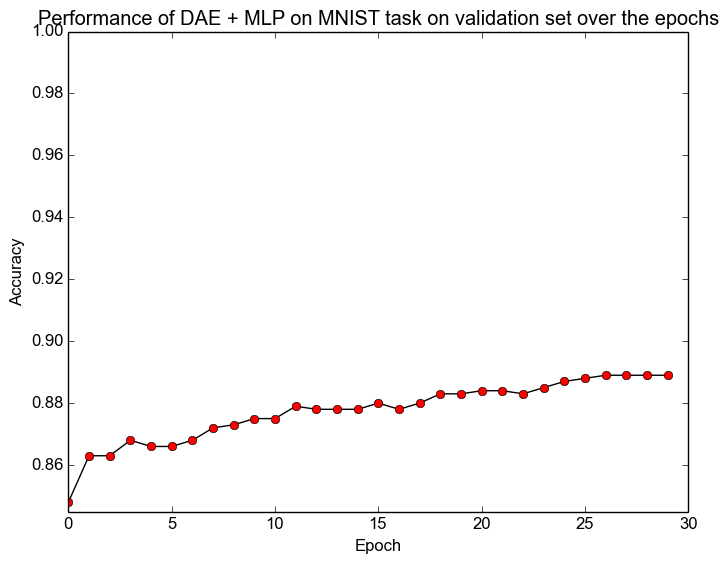 Performance of DAE + MLP on MNIST task on validation set over the epochs
1.00
0.98
0.96
0.94
0.92
0.90
0.88
0.86
Accuracy
0 5 10 15 20 25 30
Epoch